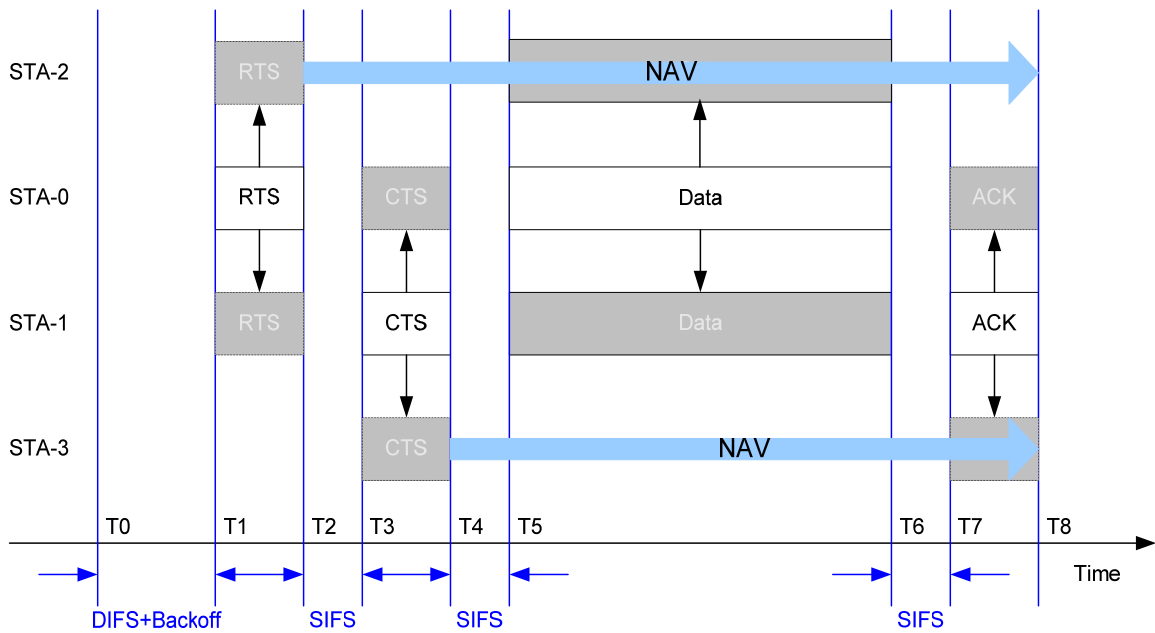 STA-2 RTS NAV
STA-0 RTS CTS Data ACK
STA-1 RTS CTS Data ACK
STA-3 CTS NAV
T0 T1 T2 T3 T4 T5 T6 T7 T8
Time
DIFS+Backoff SIFS SIFS SIFS